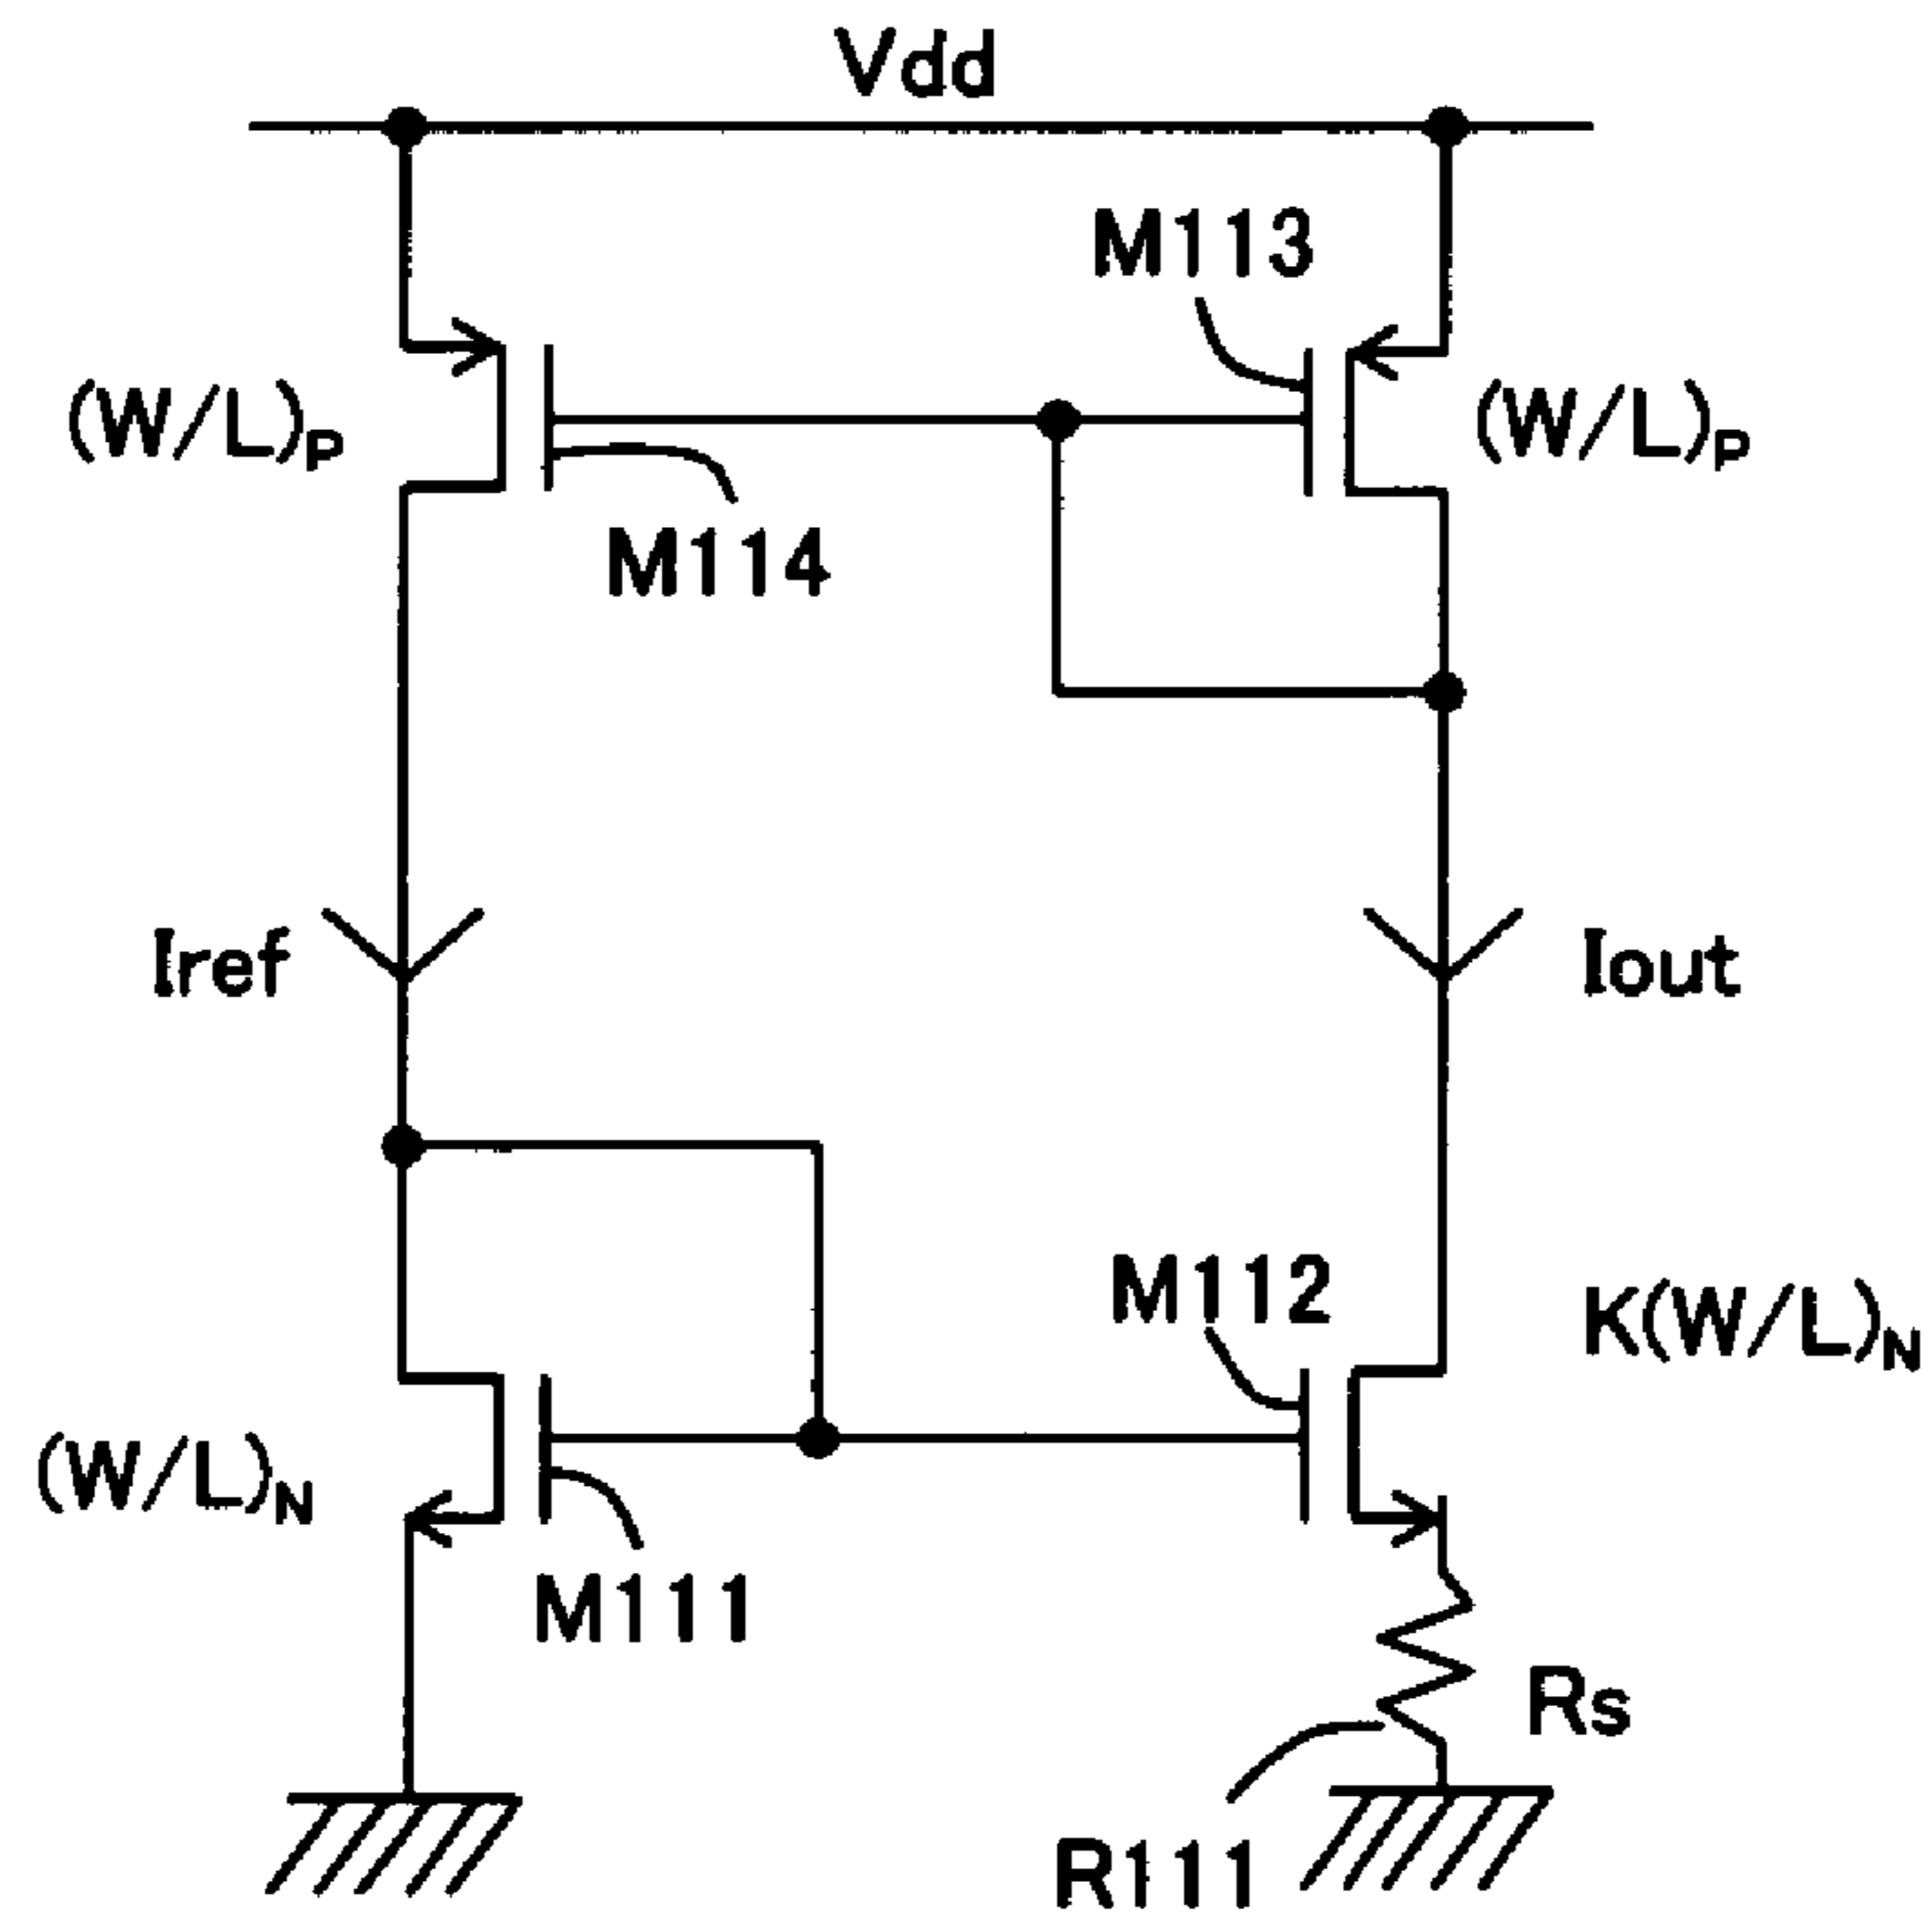 Vdd
M113
(W/L)P
(W/L)P
M114
Iref
Iout
M112
K(W/L)N
(W/L)N
M111
Rs
R111